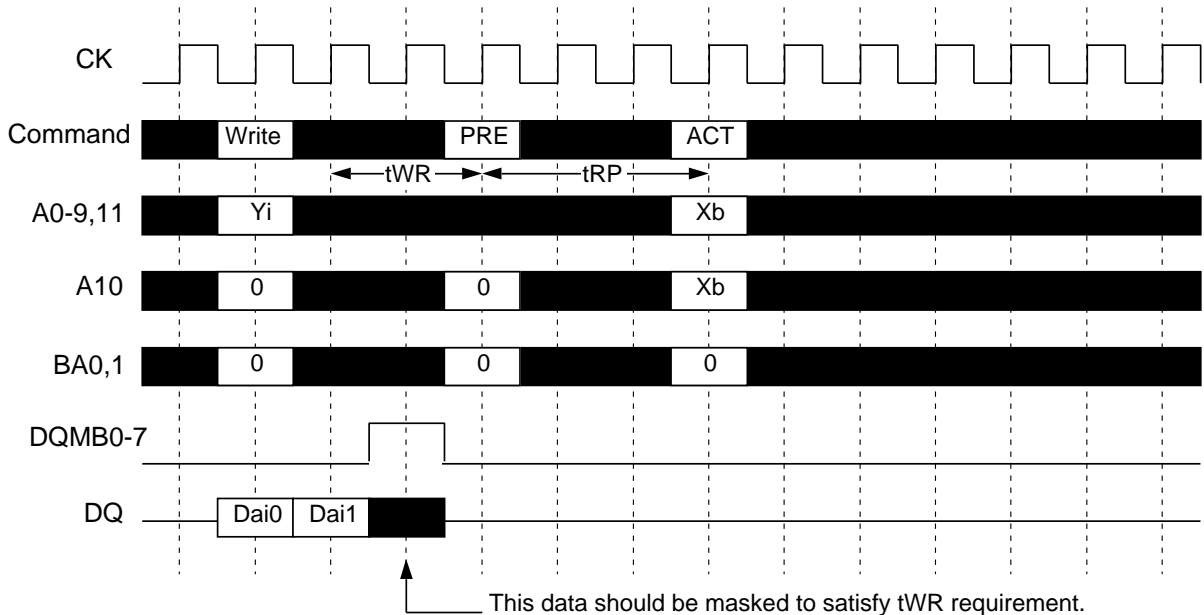 CK
Command Write PRE ACT
tWR tRP
A0-9,11 Yi Xb
A10 0 0 Xb
BA0,1 0 0 0
DQMB0-7
DQ Dai0 Dai1
This data should be masked to satisfy tWR requirement.